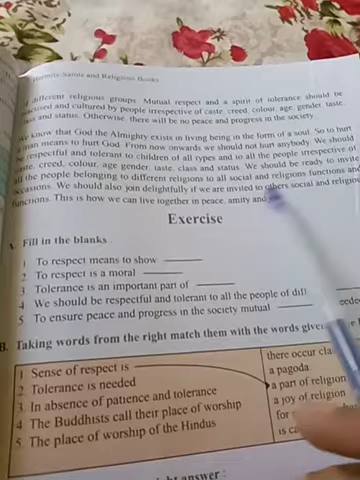 Hermits-Saints and Religious Books
different religious groups. Mutual respect and a spirit of tolerance should be
and cultured by people irrespective of caste, creed, colour, age, gender, taste,
class and status. Otherwise, there will be no peace and progress in the society.
We know that God the Almighty exists in living being in the form of a soul. So to hurt
a man means to hurt God. From now onwards we should not hurt anybody. We should
be respectful and tolerant to children of all types and to all the people irrespective of
caste, creed, colour, age, gender, taste, class and status. We should be ready to invite
all the people belonging to different religions to all social and religions functions and
occasions. We should also join delightfully if we are invited to others social and religious
functions. This is how we can live together in peace, amity and
Exercise
A. Fill in the blanks
1 To respect means to show
2 To respect is a moral
3 Tolerance is an important part of
4 We should be respectful and tolerant to all the people of
5 To ensure peace and progress in the society mutual
B. Taking words from the right match them with the words
1 Sense of respect is
2 Tolerance is needed
3. In absence of patience and tolerance
4 The Buddhists call their place of worship
5. The place of worship of the Hindus
there occur
a pagoda
a part of religion
a joy of religion
for
is
answer :